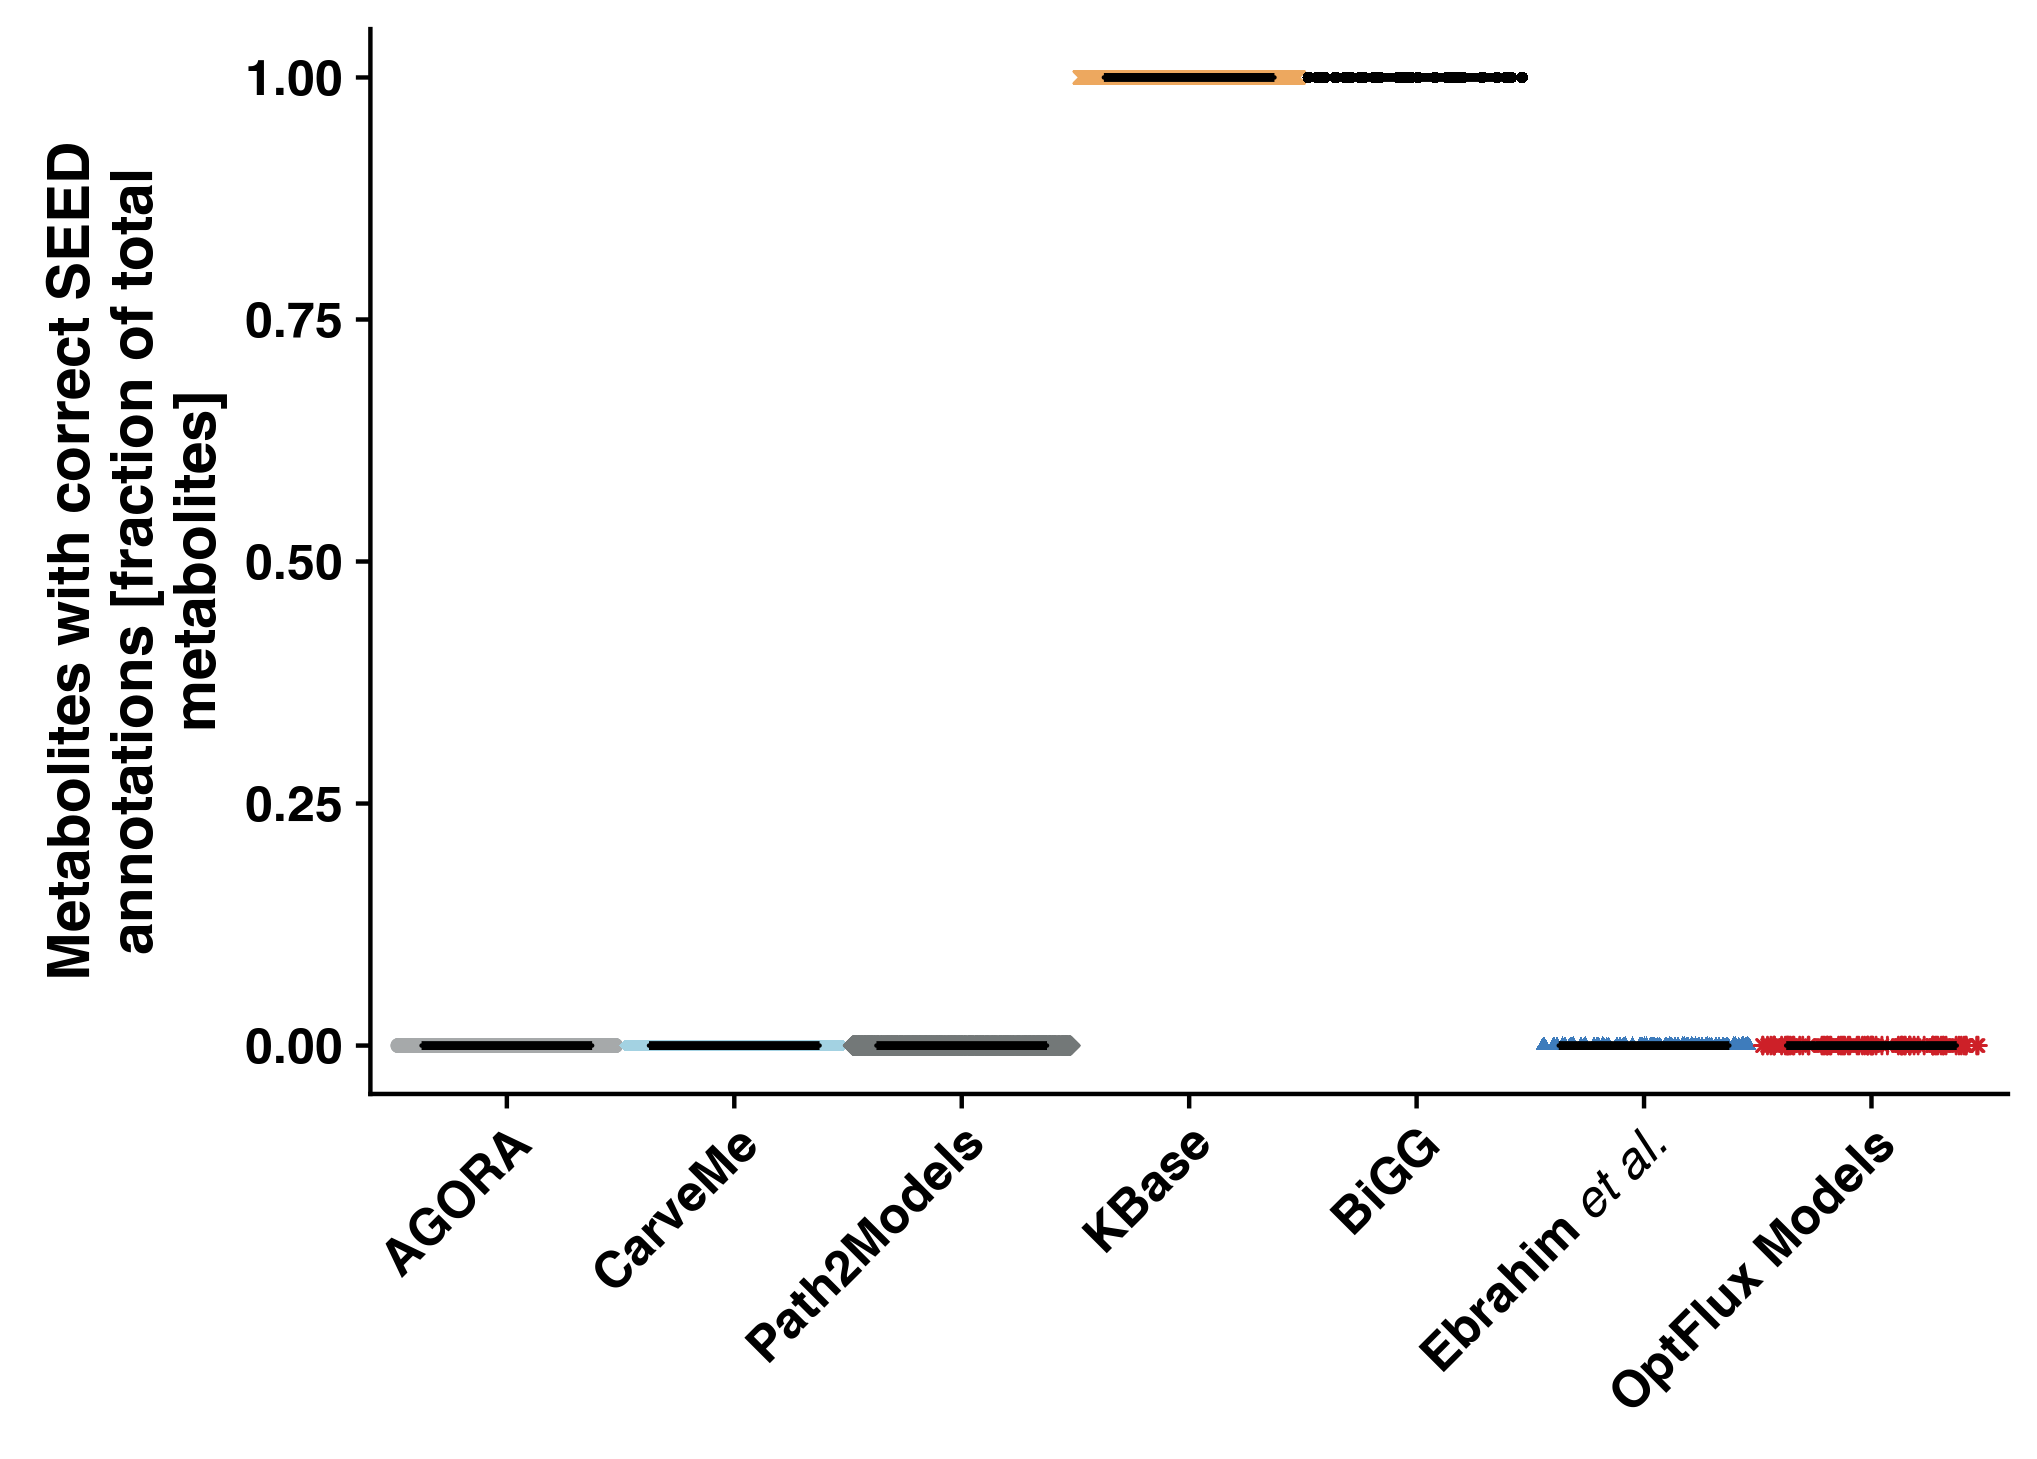 Metabolites with correct SEED
annotations [fraction of total
metabolites]
1.00
0.75
0.50
0.25
0.00
AGORA
CarveMe
Path2Models
KBase
BiGG
Ebrahim et al.
OptFlux Models